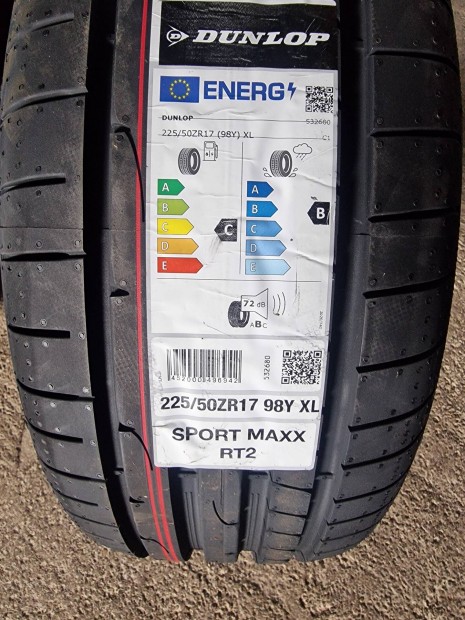 DUNLOP
ENERG
DUNLOP 532680
225/50ZR17 (98Y) XL C1
A A
B B B
C C C
D D
E E
72 dB
ABC
4520009496942 532680
225/50ZR17 98Y XL
SPORT MAXX
RT2